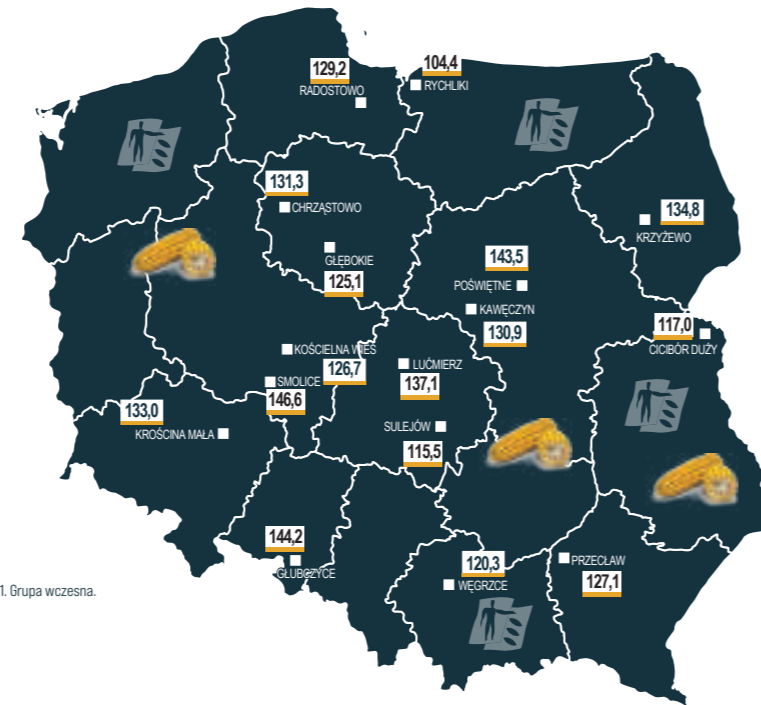 129,2
RADOSTOWO
104,4
RYCHLIKI
131,3
CHRZĄSTOWO
GŁĘBOKIE
125,1
134,8
KRZYŻEWO
143,5
POŚWIĘTNE
KAWĘCZYN
130,9
117,0
CICIBÓR DUŻY
KOŚCIELNA WIEŚ
126,7
SMOLICE
146,6
LUĆMIERZ
137,1
SULEJÓW
115,5
133,0
KROŚCINA MAŁA
144,2
GŁUBCZYCE
120,3
WĘGRZCE
PRZECŁAW
127,1
1. Grupa wczesna.